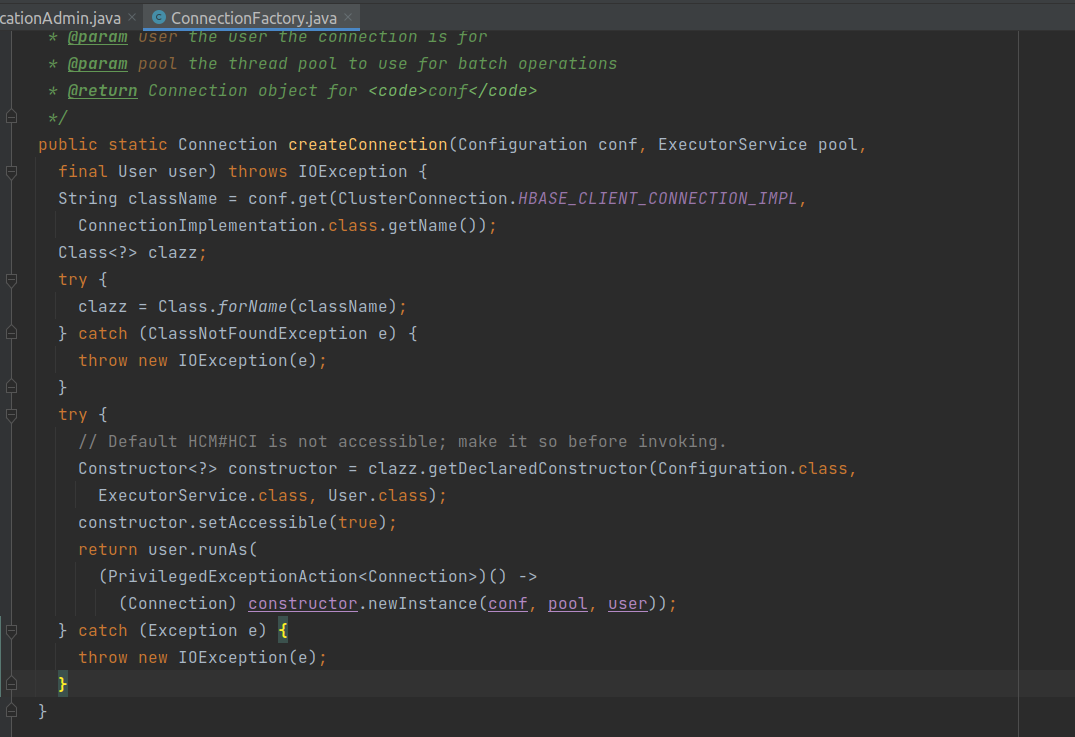 cationAdmin.java × ConnectionFactory.java ×
* @param user the user the connection is for
* @param pool the thread pool to use for batch operations
* @return Connection object for <code>conf</code>
*/
public static Connection createConnection(Configuration conf, ExecutorService pool,
final User user) throws IOException {
String className = conf.get(ClusterConnection.HBASE_CLIENT_CONNECTION_IMPL,
ConnectionImplementation.class.getName());
Class<?> clazz;
try {
clazz = Class.forName(className);
} catch (ClassNotFoundException e) {
throw new IOException(e);
}
try {
// Default HCM#HCI is not accessible; make it so before invoking.
Constructor<?> constructor = clazz.getDeclaredConstructor(Configuration.class,
ExecutorService.class, User.class);
constructor.setAccessible(true);
return user.runAs(
(PrivilegedExceptionAction<Connection>)() ->
(Connection) constructor.newInstance(conf, pool, user));
} catch (Exception e) {
throw new IOException(e);
}
}